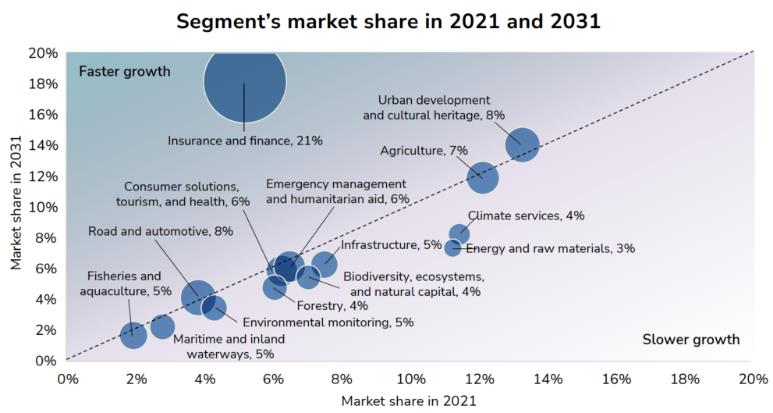 Segment's market share in 2021 and 2031
Market share in 2031
20%
18%
16%
14%
12%
10%
8%
6%
4%
2%
0%
Faster growth
Insurance and finance, 21%
Urban development
and cultural heritage, 8%
Agriculture, 7%
Consumer solutions,
tourism, and health, 6%
Emergency management
and humanitarian aid, 6%
Road and automotive, 8%
Climate services, 4%
Infrastructure, 5%
Energy and raw materials, 3%
Fisheries and
aquaculture, 5%
Biodiversity, ecosystems,
and natural capital, 4%
Forestry, 4%
Environmental monitoring, 5%
Maritime and inland
waterways, 5%
Slower growth
0%
2%
4%
6%
8%
10%
12%
14%
16%
18%
20%
Market share in 2021